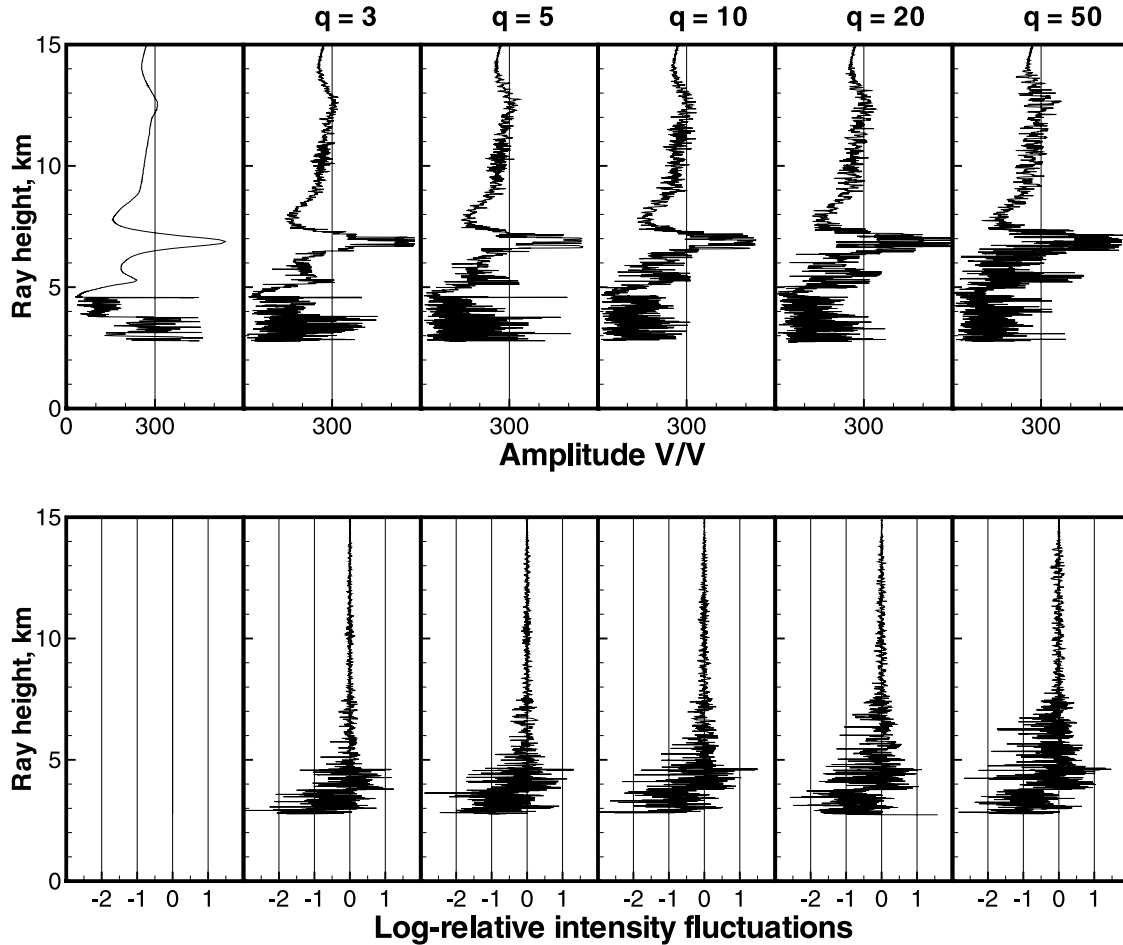 q = 3 q = 5 q = 10 q = 20 q = 50
15
10
5
0
Ray height, km
0 300 300 300 300 300 300
Amplitude V/V
15
10
5
0
Ray height, km
-2 -1 0 1 -2 -1 0 1 -2 -1 0 1 -2 -1 0 1 -2 -1 0 1 -2 -1 0 1
Log-relative intensity fluctuations